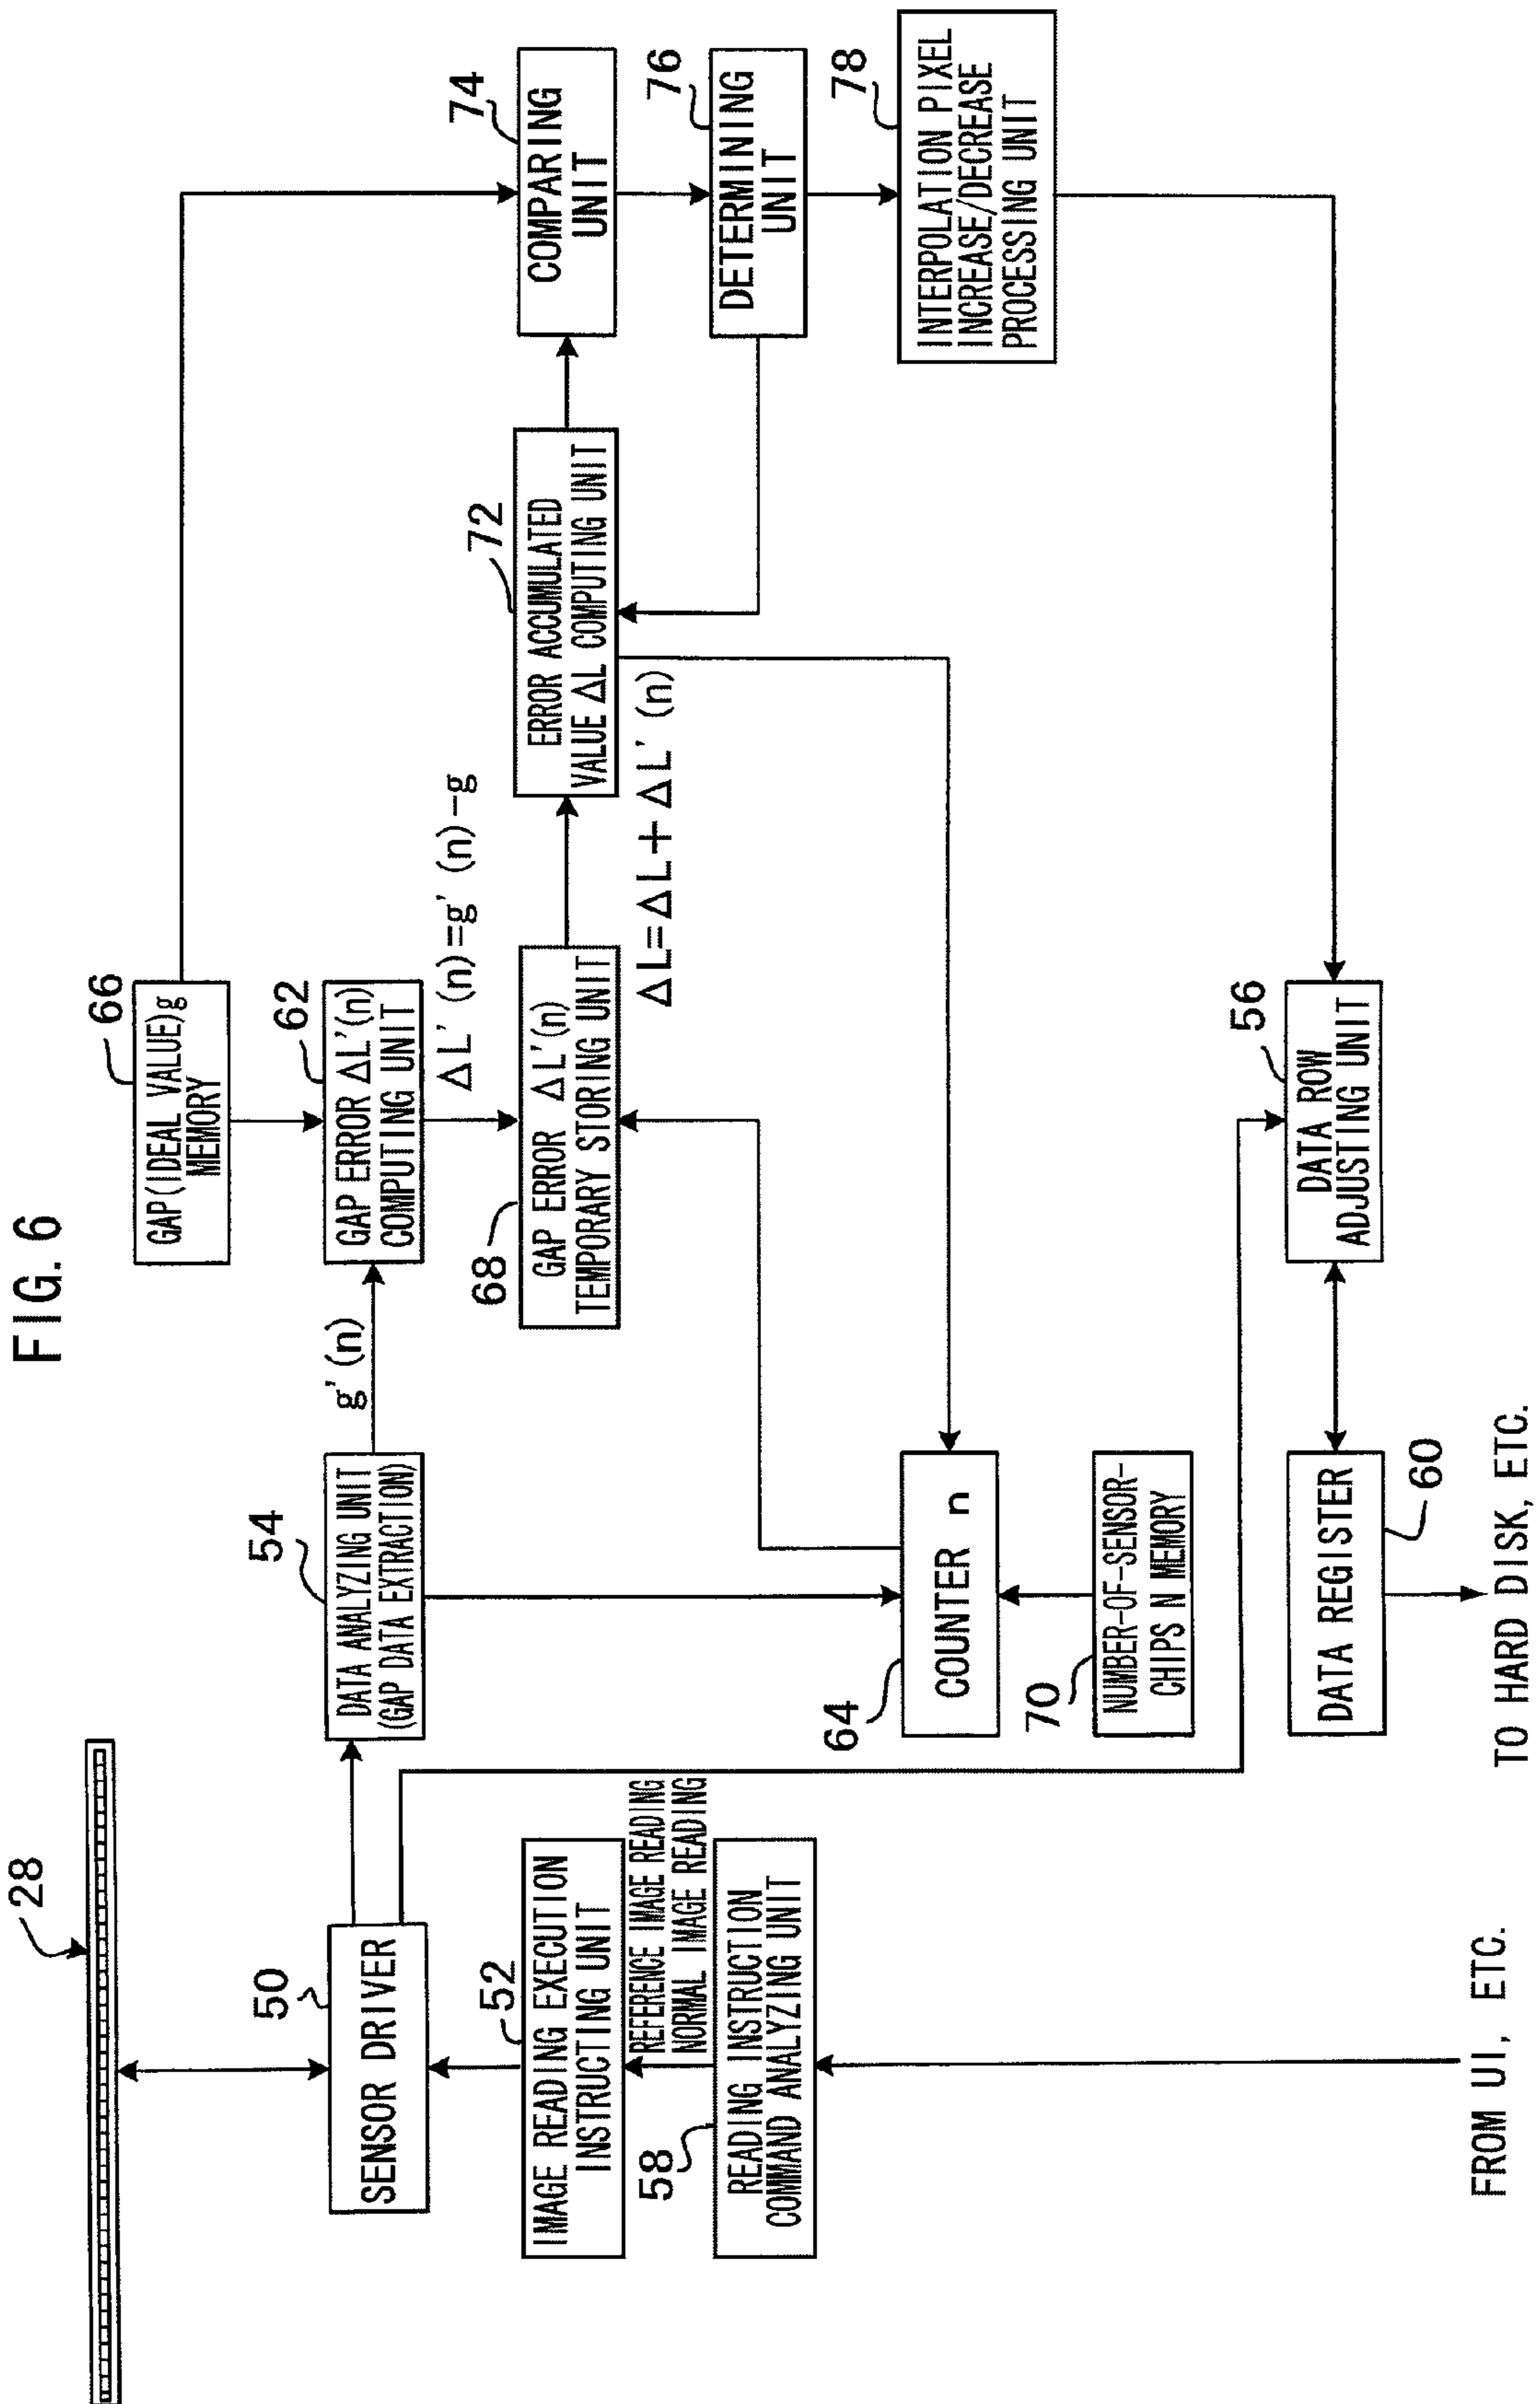 FIG. 6
28
50
SENSOR DRIVER
52
IMAGE READING EXECUTION
INSTRUCTING UNIT
REFERENCE IMAGE READING
NORMAL IMAGE READING
58
READING INSTRUCTION
COMMAND ANALYZING UNIT
FROM UI, ETC.
54
DATA ANALYZING UNIT
(GAP DATA EXTRACTION)
g'(n)
66
GAP(IDEAL VALUE)g
MEMORY
62
GAP ERROR ΔL'(n)
COMPUTING UNIT
ΔL'(n)=g'(n)-g
68
GAP ERROR ΔL'(n)
TEMPORARY STORING UNIT
ΔL=ΔL+ΔL'(n)
72
ERROR ACCUMULATED
VALUE ΔL COMPUTING UNIT
74
COMPARING
UNIT
76
DETERMINING
UNIT
78
INTERPOLATION PIXEL
INCREASE/DECREASE
PROCESSING UNIT
64
COUNTER n
70
NUMBER-OF-SENSOR-
CHIPS N MEMORY
56
DATA ROW
ADJUSTING UNIT
DATA REGISTER
60
TO HARD DISK, ETC.